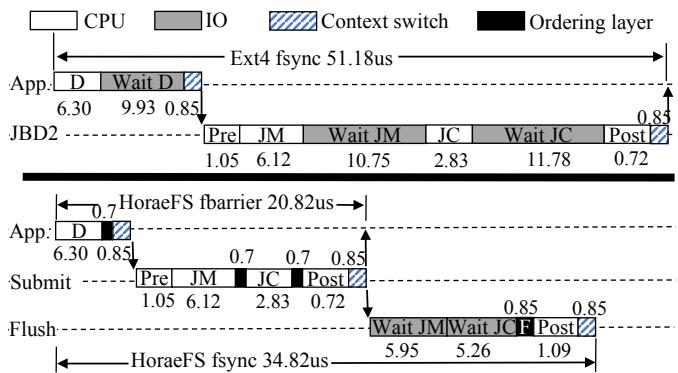 CPU IO Context switch Ordering layer
Ext4 fsync 51.18us
App. D Wait D
6.30 9.93 0.85 0.85
JBD2 Pre JM Wait JM JC Wait JC Post
1.05 6.12 10.75 2.83 11.78 0.72
HoraeFS fbarrier 20.82us
0.7
App. D
6.30 0.85 0.7 0.7 0.85
Submit Pre JM JC Post
1.05 6.12 2.83 0.72 0.85 0.85
Flush Wait JM Wait JC F Post
5.95 5.26 1.09
HoraeFS fsync 34.82us